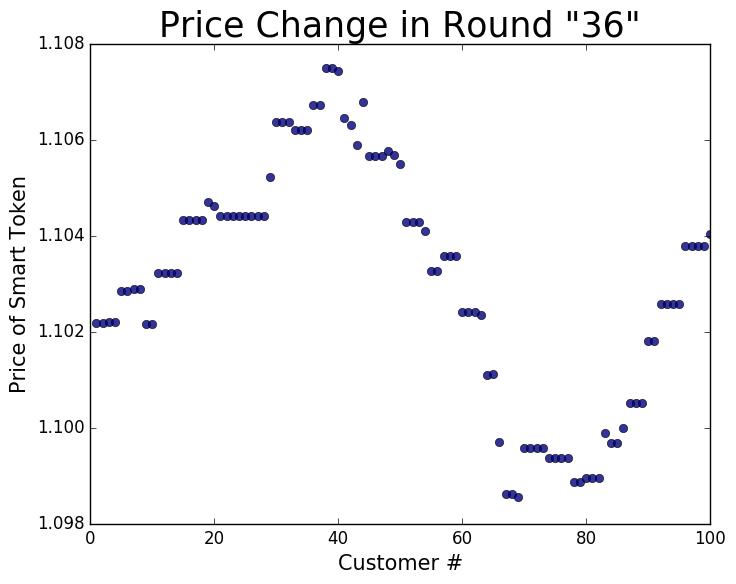 Price Change in Round "36"
1.108
1.106
1.104
1.102
1.100
1.098
Price of Smart Token
0 20 40 60 80 100
Customer #